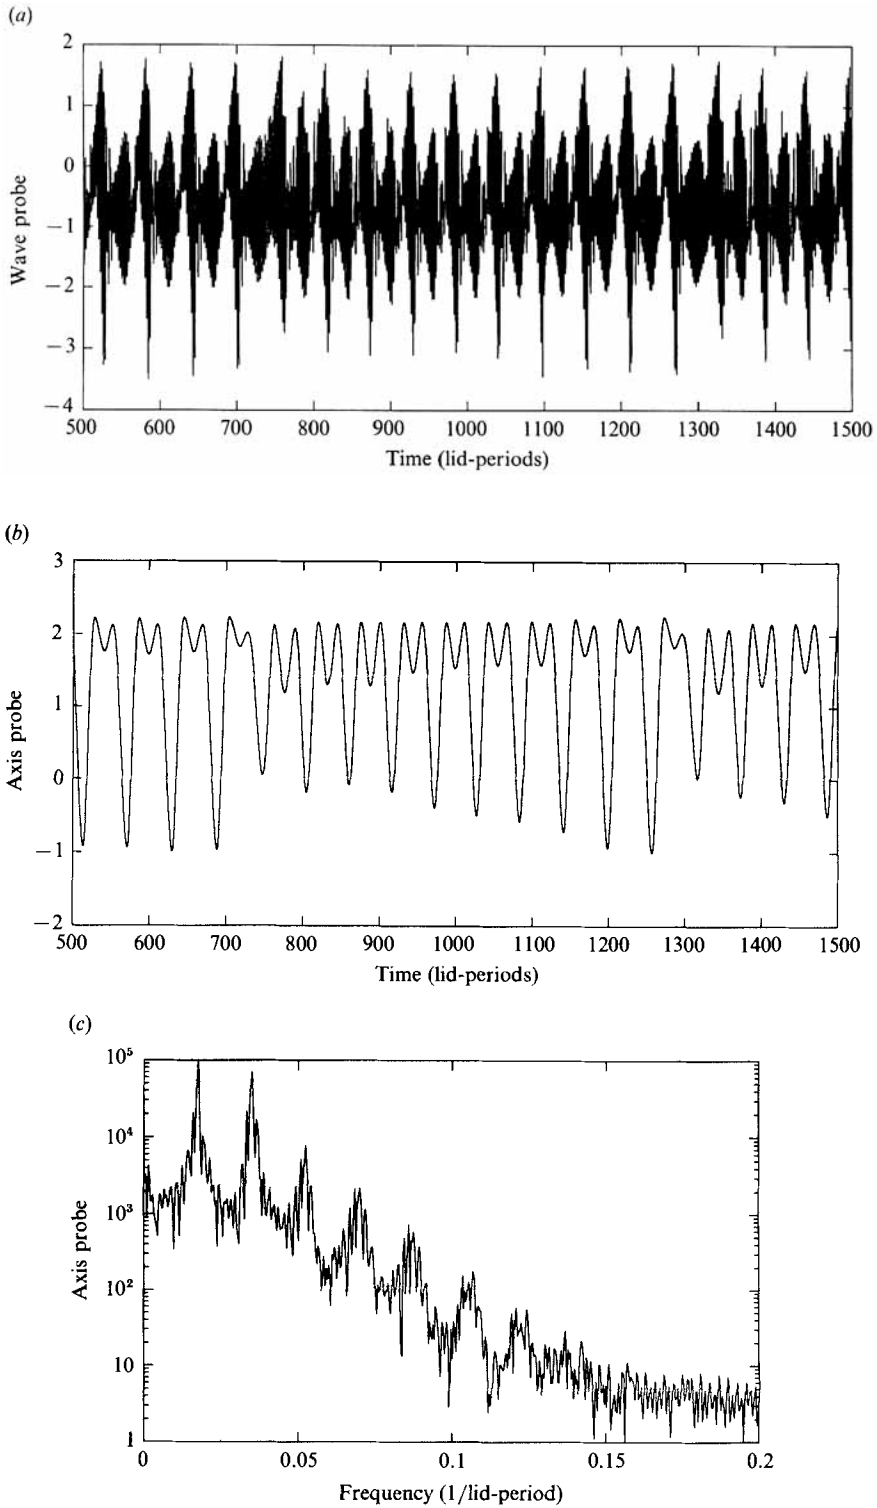 (a)
2
1
0
−1
−2
−3
−4
Wave probe
500 600 700 800 900 1000 1100 1200 1300 1400 1500
Time (lid-periods)
(b)
3
2
1
0
−1
−2
Axis probe
500 600 700 800 900 1000 1100 1200 1300 1400 1500
Time (lid-periods)
(c)
10⁵
10⁴
10³
10²
10
1
Axis probe
0 0.05 0.1 0.15 0.2
Frequency (1/lid-period)